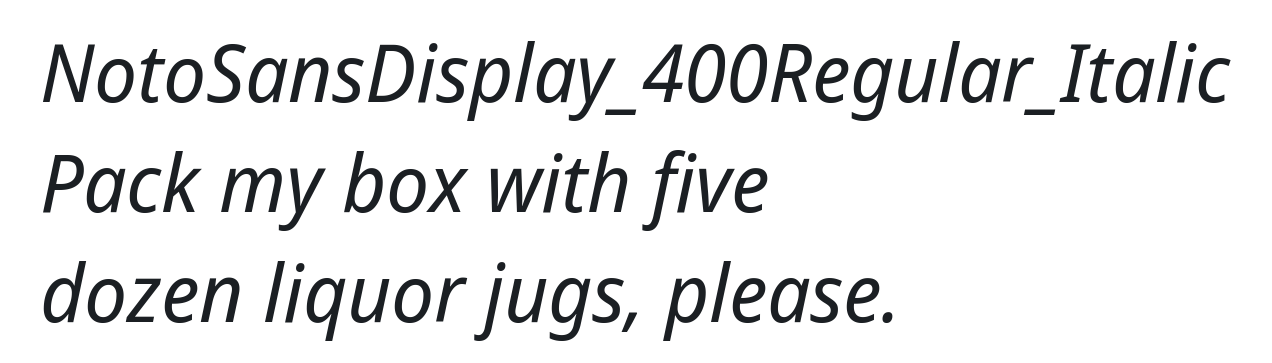 NotoSansDisplay_400Regular_Italic
Pack my box with five
dozen liquor jugs, please.